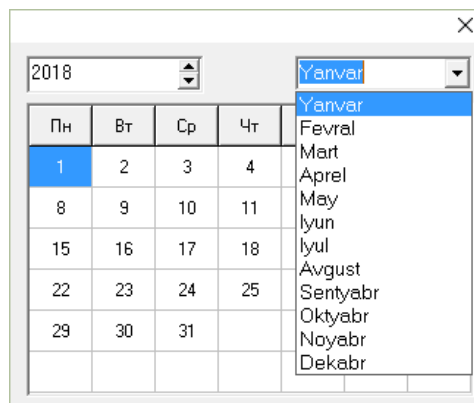 2018 Yanvar
Yanvar
Fevral
Mart
Aprel
May
Iyun
Iyul
Avgust
Sentyabr
Oktyabr
Noyabr
Dekabr
Пн Вт Ср Чт
1 2 3 4
8 9 10 11
15 16 17 18
22 23 24 25
29 30 31